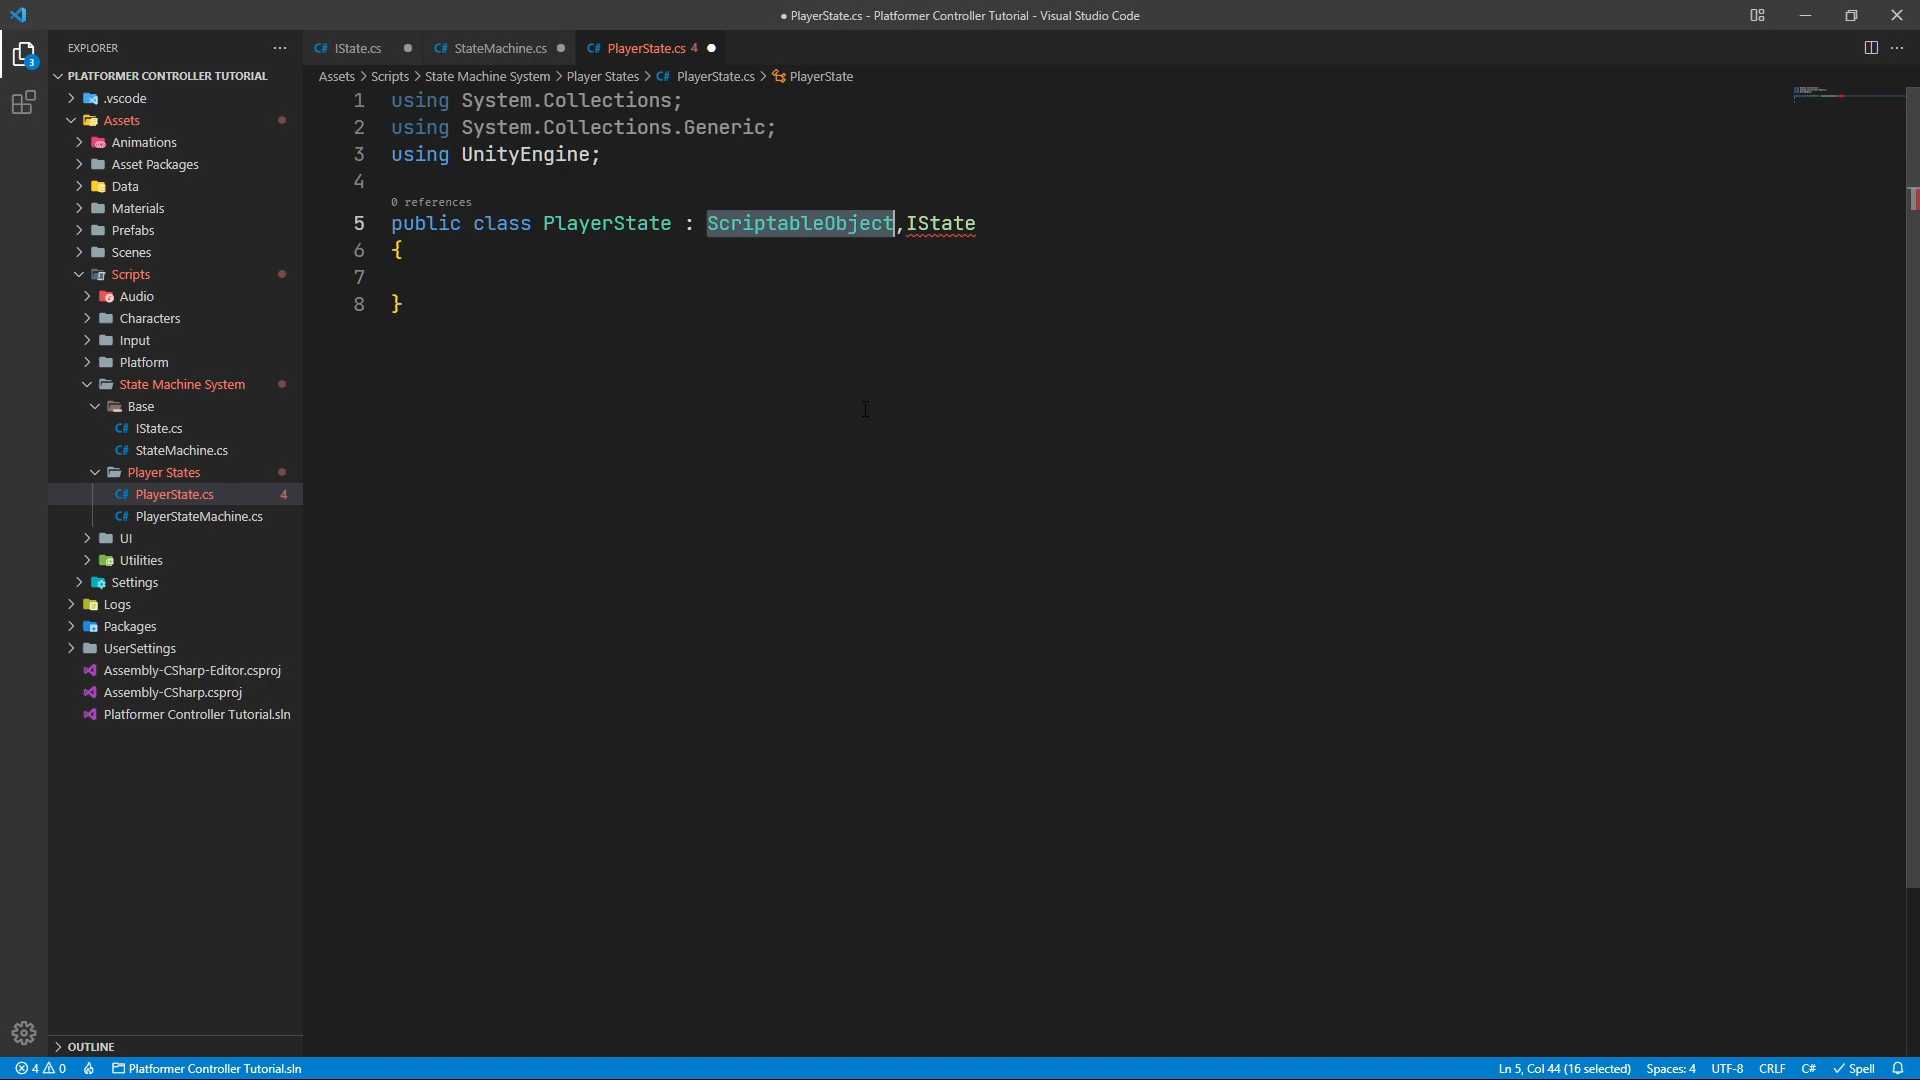 ● PlayerState.cs - Platformer Controller Tutorial - Visual Studio Code
3
EXPLORER
PLATFORMER CONTROLLER TUTORIAL
.vscode
Assets
Animations
Asset Packages
Data
Materials
Prefabs
Scenes
Scripts
Audio
Characters
Input
Platform
State Machine System
Base
IState.cs
StateMachine.cs
Player States
PlayerState.cs 4
PlayerStateMachine.cs
UI
Utilities
Settings
Logs
Packages
UserSettings
Assembly-CSharp-Editor.csproj
Assembly-CSharp.csproj
Platformer Controller Tutorial.sln
OUTLINE
C# IState.cs ● C# StateMachine.cs ● C# PlayerState.cs 4 ●
Assets > Scripts > State Machine System > Player States > C# PlayerState.cs > PlayerState
1 using System.Collections;
2 using System.Collections.Generic;
3 using UnityEngine;
4
0 references
5 public class PlayerState : ScriptableObject,IState
6 {
7
8 }
4 0 Platformer Controller Tutorial.sln Ln 5, Col 44 (16 selected) Spaces: 4 UTF-8 CRLF C# Spell